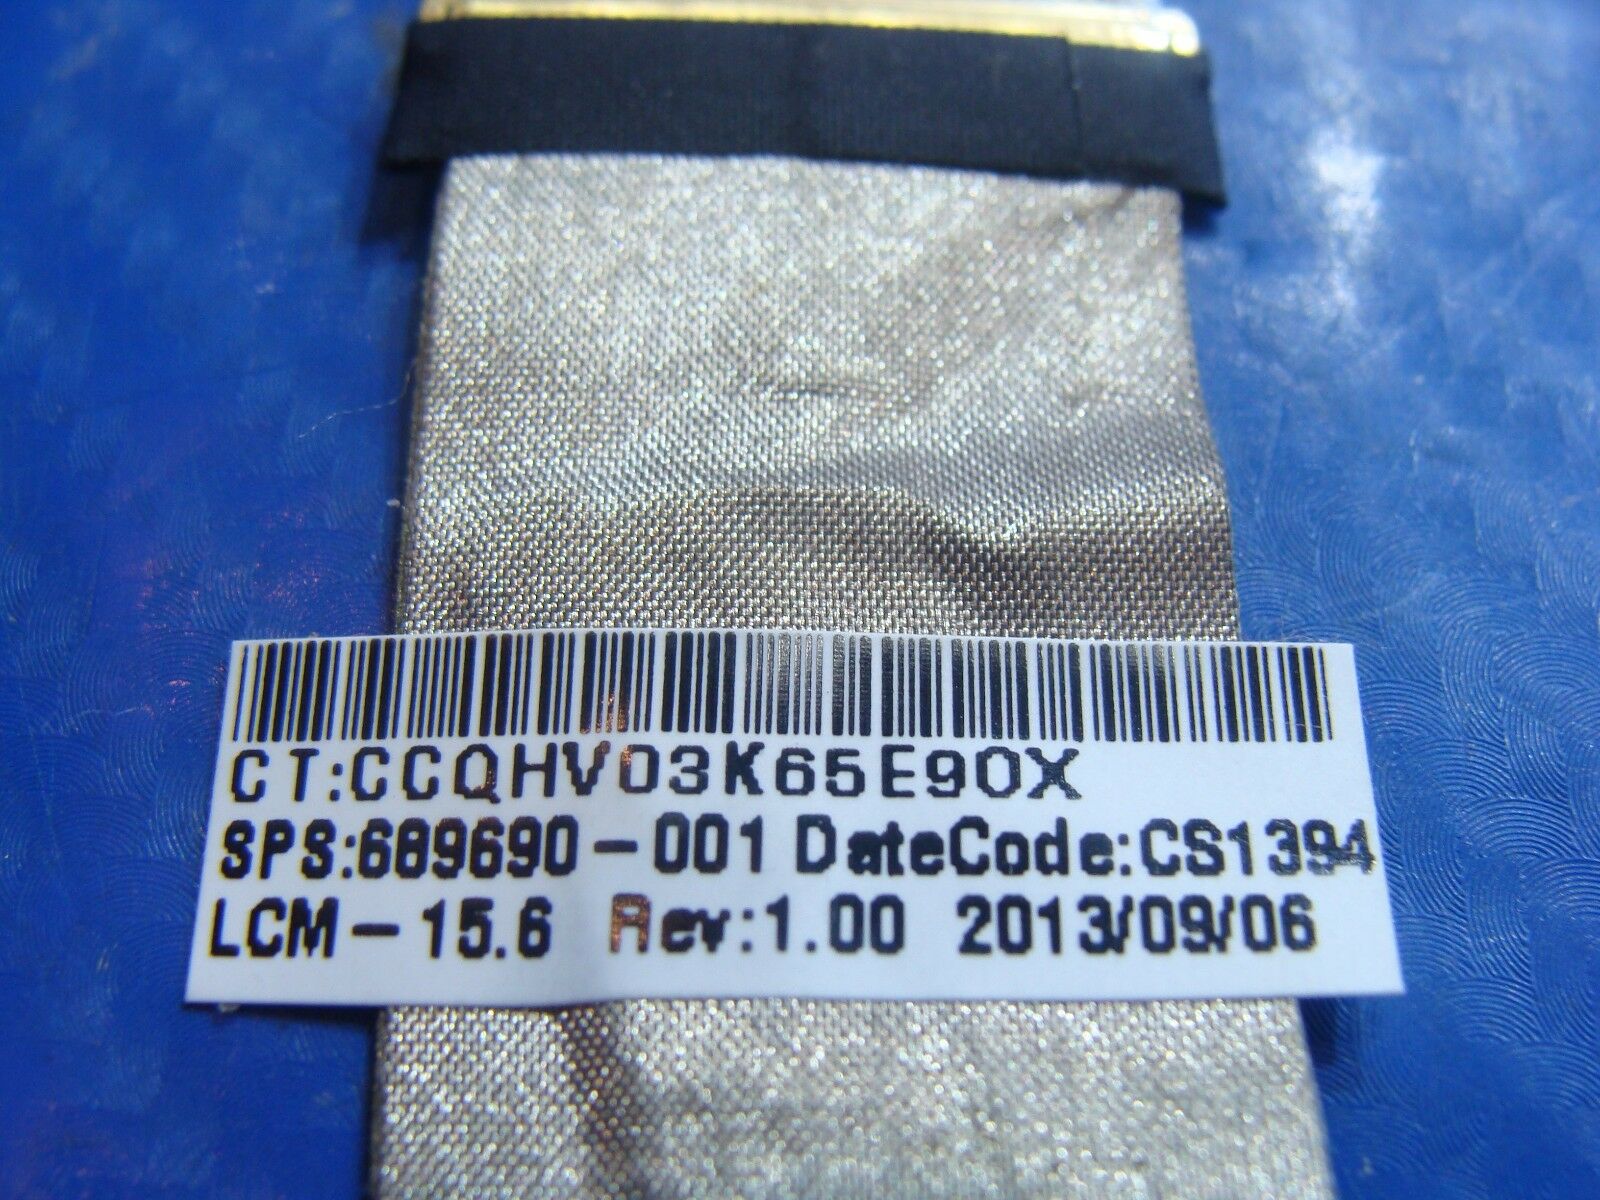 CT:CCQHV03K65E90X
SPS:689690-001 DateCode:CS1394
LCM-15.6 Rev:1.00 2013/09/06